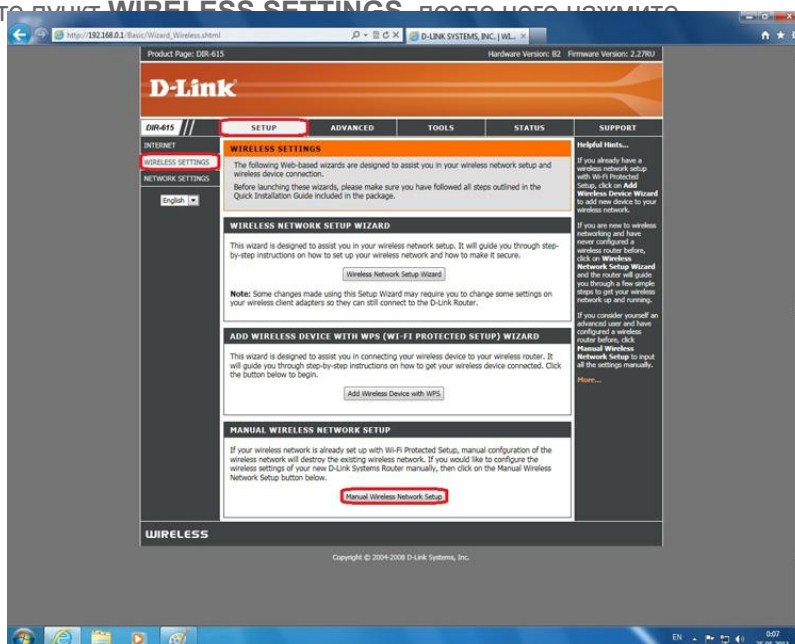 те пункт WIRELESS SETTINGS, после чего нажмите
http://192.168.0.1/Basic/Wizard_Wireless.shtml
D-LINK SYSTEMS, INC. | WI...
Product Page: DIR-615
Hardware Version: B2 Firmware Version: 2.27RU
D-Link
DIR-615
SETUP
ADVANCED
TOOLS
STATUS
SUPPORT
INTERNET
WIRELESS SETTINGS
NETWORK SETTINGS
English
WIRELESS SETTINGS
The following Web-based wizards are designed to assist you in your wireless network setup and
wireless device connection.
Before launching these wizards, please make sure you have followed all steps outlined in the
Quick Installation Guide included in the package.
WIRELESS NETWORK SETUP WIZARD
This wizard is designed to assist you in your wireless network setup. It will guide you through step-
by-step instructions on how to set up your wireless network and how to make it secure.
Wireless Network Setup Wizard
Note: Some changes made using this Setup Wizard may require you to change some settings on
your wireless client adapters so they can still connect to the D-Link Router.
ADD WIRELESS DEVICE WITH WPS (WI-FI PROTECTED SETUP) WIZARD
This wizard is designed to assist you in connecting your wireless device to your wireless router. It
will guide you through step-by-step instructions on how to get your wireless device connected. Click
the button below to begin.
Add Wireless Device with WPS
MANUAL WIRELESS NETWORK SETUP
If your wireless network is already set up with Wi-Fi Protected Setup, manual configuration of the
wireless network will destroy the existing wireless network. If you would like to configure the
wireless settings of your new D-Link Systems Router manually, then click on the Manual Wireless
Network Setup button below.
Manual Wireless Network Setup
Helpful Hints...
If you already have a
wireless network setup
with Wi-Fi Protected
Setup, click on Add
Wireless Device Wizard
to add new device to your
wireless network.
If you are new to wireless
networking and have
never configured a
wireless router before,
click on Wireless
Network Setup Wizard
and the router will guide
you through a few simple
steps to get your wireless
network up and running.
If you consider yourself an
advanced user and have
configured a wireless
router before, click
Manual Wireless
Network Setup to input
all the settings manually.
More...
WIRELESS
Copyright © 2004-2008 D-Link Systems, Inc.
EN
0:07